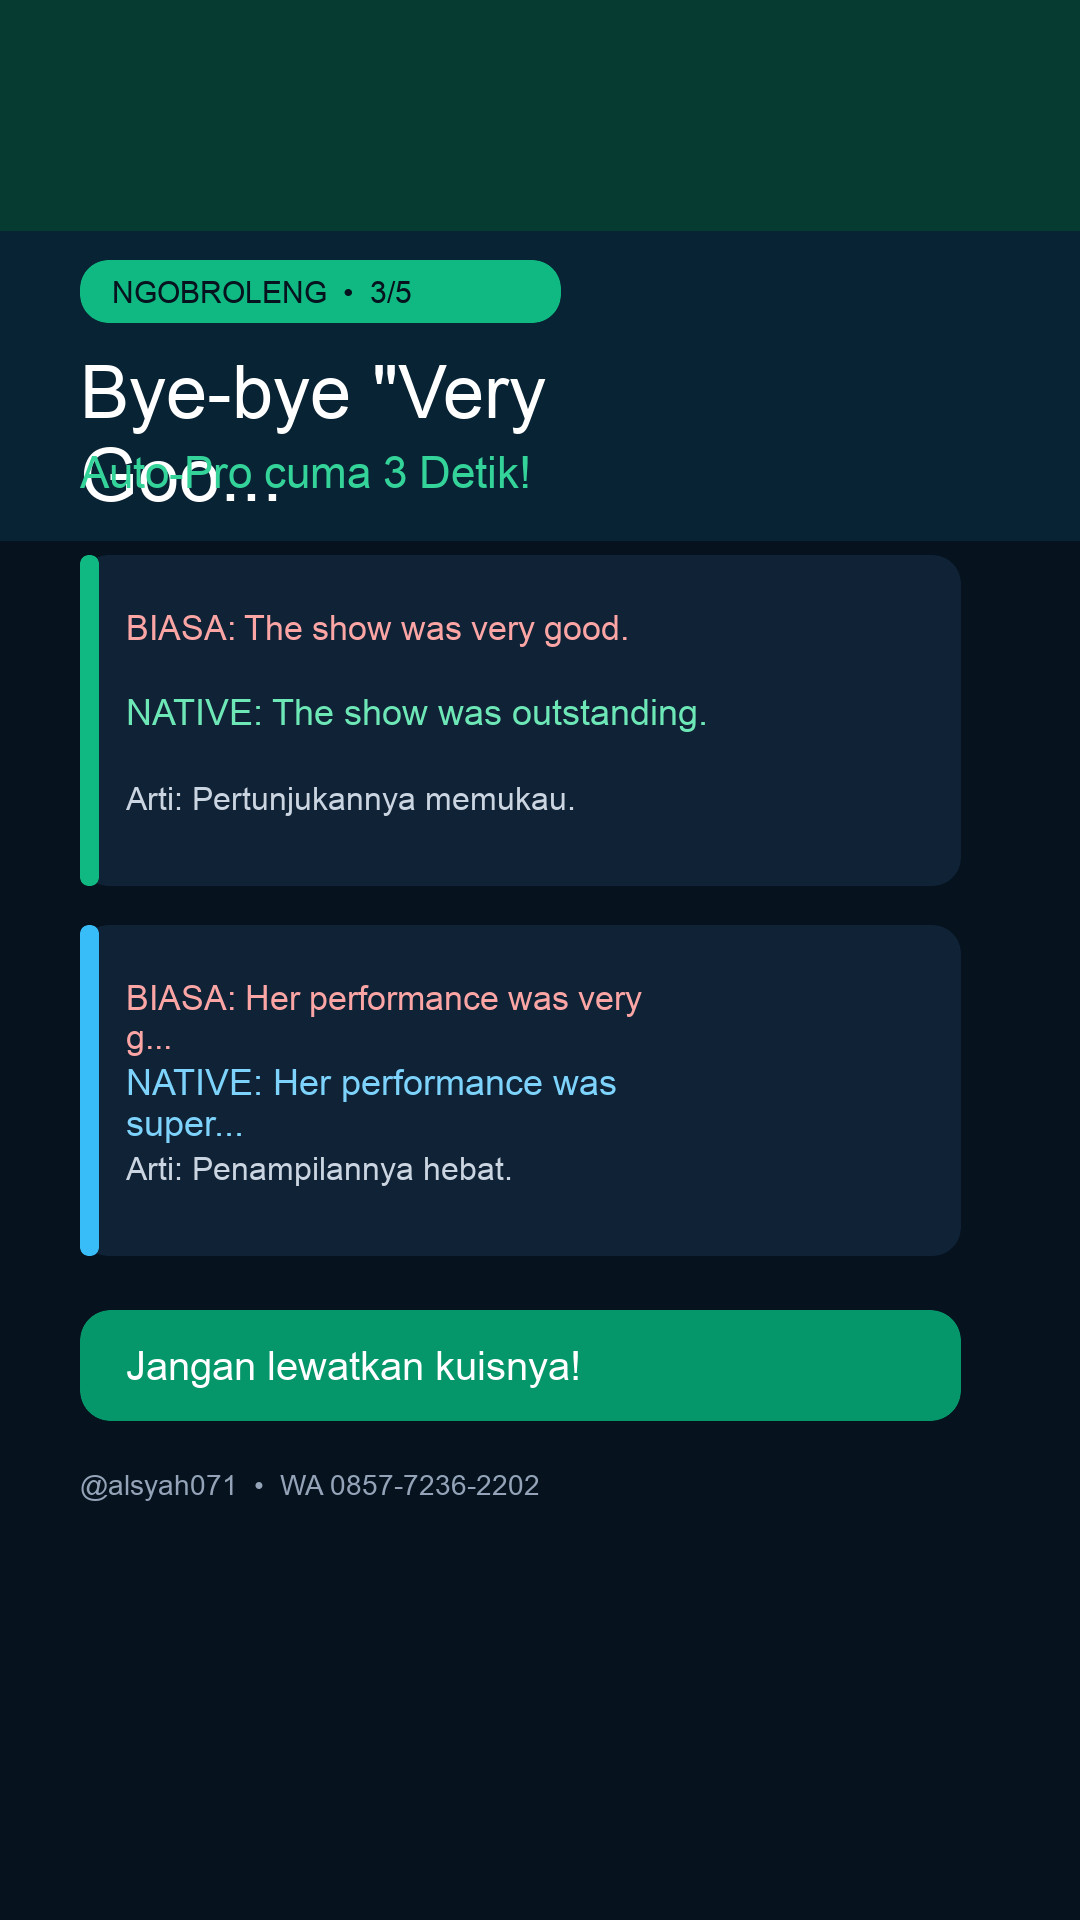 NGOBROLENG • 3/5
Bye-bye "Very
Goo...
Auto-Pro cuma 3 Detik!
BIASA: The show was very good.
NATIVE: The show was outstanding.
Arti: Pertunjukannya memukau.
BIASA: Her performance was very
g...
NATIVE: Her performance was
super...
Arti: Penampilannya hebat.
Jangan lewatkan kuisnya!
@alsyah071 • WA 0857-7236-2202